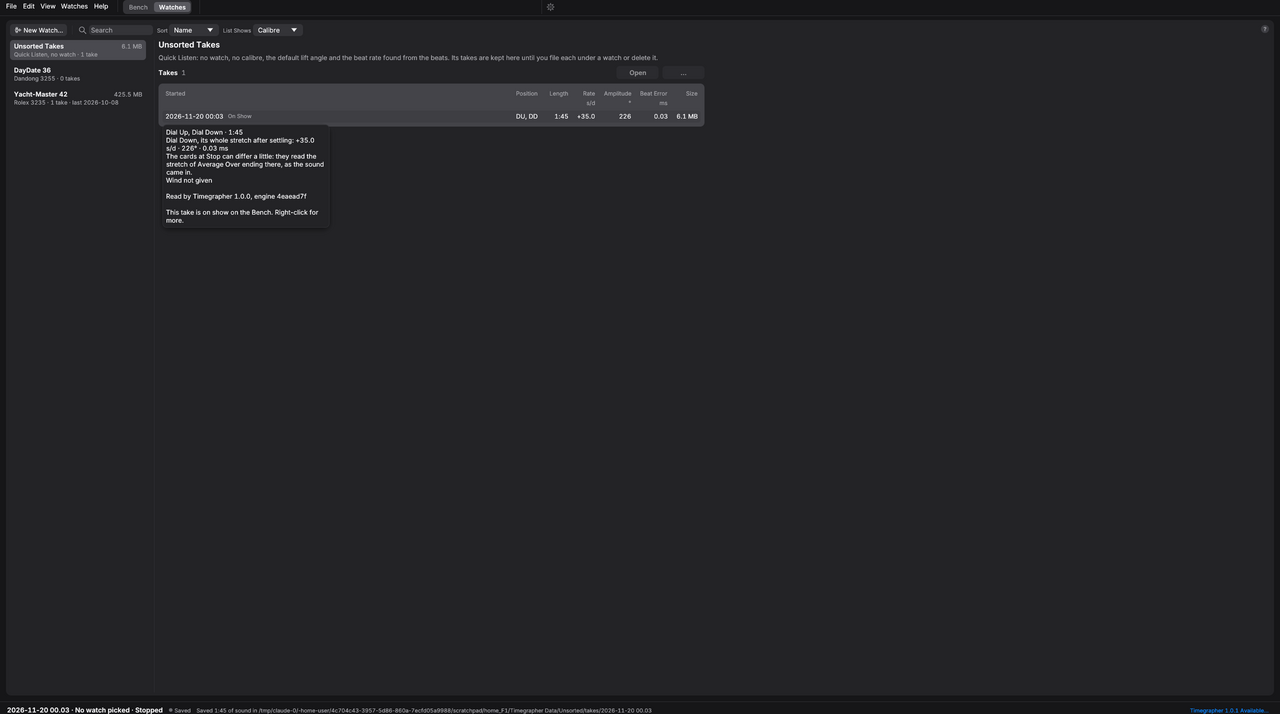 File Edit View Watches Help Bench Watches
New Watch... Search Sort Name List Shows Calibre ?
Unsorted Takes 6.1 MB
Quick Listen, no watch · 1 take
DayDate 36
Dandong 3255 · 0 takes
Yacht-Master 42 425.5 MB
Rolex 3235 · 1 take · last 2026-10-08
Unsorted Takes
Quick Listen: no watch, no calibre, the default lift angle and the beat rate found from the beats. Its takes are kept here until you file each under a watch or delete it.
Takes 1 Open ...
Started Position Length Rate Amplitude Beat Error Size
s/d ° ms
2026-11-20 00:03 On Show DU, DD 1:45 +35.0 226 0.03 6.1 MB
Dial Up, Dial Down · 1:45
Dial Down, its whole stretch after settling: +35.0
s/d · 226° · 0.03 ms
The cards at Stop can differ a little: they read the
stretch of Average Over ending there, as the sound
came in.
Wind not given
Read by Timegrapher 1.0.0, engine 4eaead7f
This take is on show on the Bench. Right-click for
more.
2026-11-20 00.03 · No watch picked · Stopped Saved Saved 1:45 of sound in /tmp/claude-0/-home-user/4c704c43-3957-5d86-860a-7ecfd05a9988/scratchpad/home_F1/Timegrapher Data/Unsorted/takes/2026-11-20 00.03 Timegrapher 1.0.1 Available...